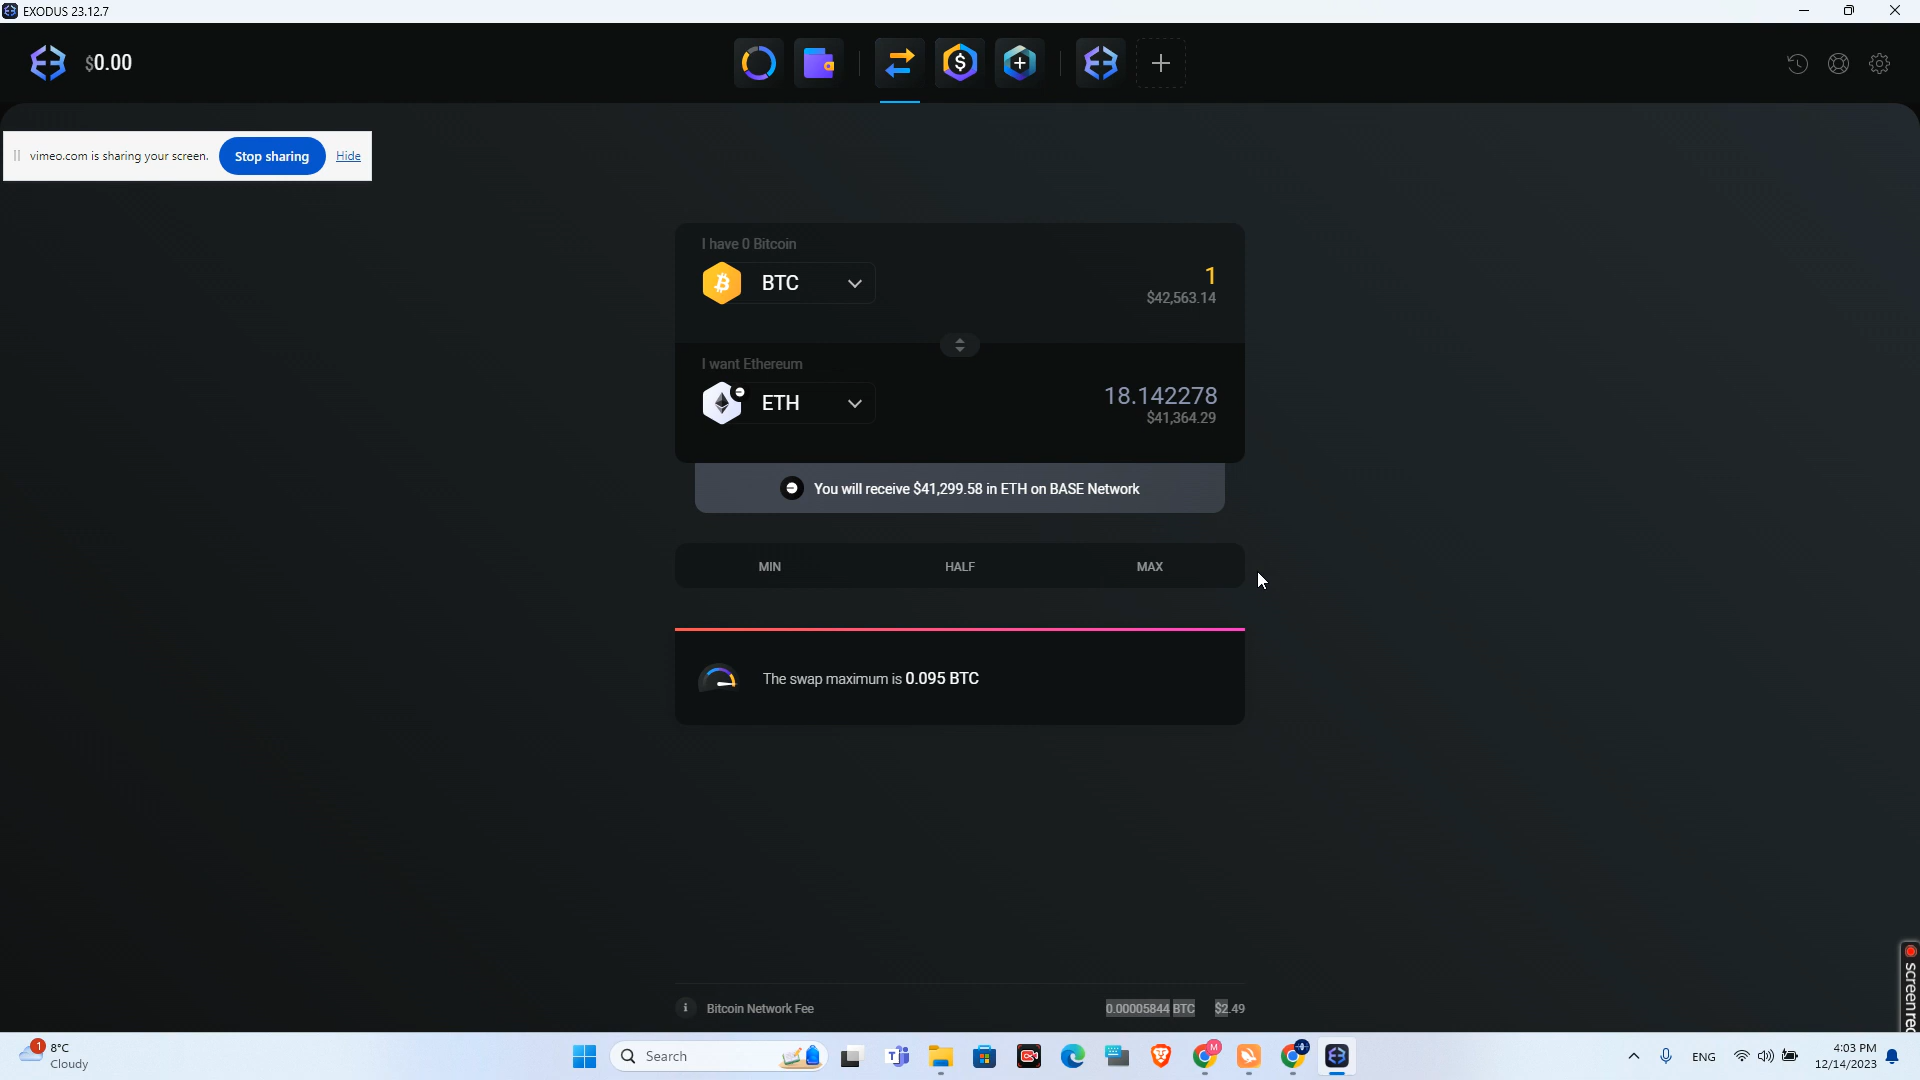 EXODUS 23.12.7
$0.00
vimeo.com is sharing your screen.
Stop sharing
Hide
I have 0 Bitcoin
BTC
1
$42,563.14
I want Ethereum
ETH
18.142278
$41,364.29
You will receive $41,299.58 in ETH on BASE Network
MIN
HALF
MAX
The swap maximum is 0.095 BTC
Bitcoin Network Fee
0.00005844 BTC
$2.49
1
8°C
Cloudy
Search
M
ENG
4:03 PM
12/14/2023